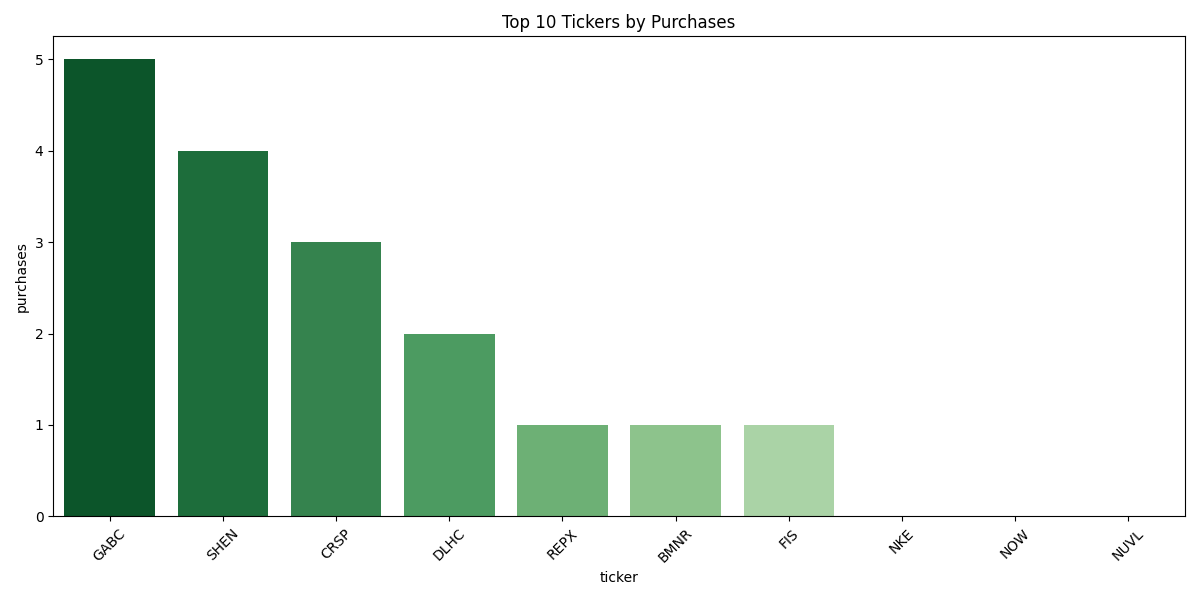 Top 10 Tickers by Purchases
purchases
5
4
3
2
1
0
GABC SHEN CRSP DLHC REPX BMNR FIS NKE NOW NUVL
ticker